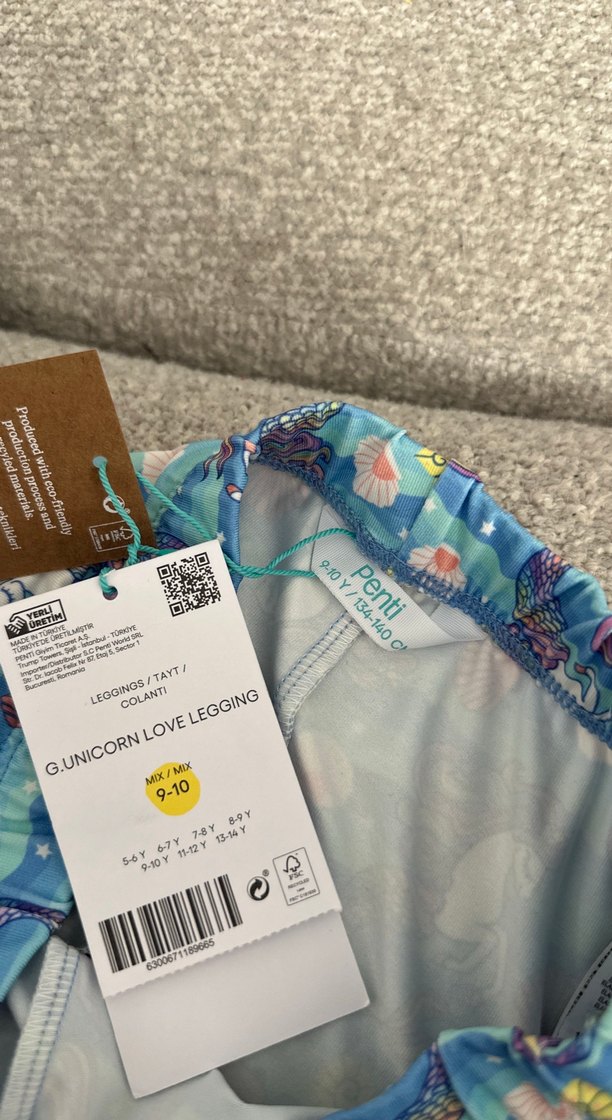 Produced with eco-friendly
production process and
recycled materials.
YERLİ
ÜRETİM
MADE IN TÜRKİYE
TÜRKİYE'DE ÜRETİLMİŞTİR
PENTİ Giyim Ticaret A.Ş.
Trump Towers, Şişli - İstanbul - TÜRKİYE
Importer/Distributor S.C Penti World SRL
Str. Dr. Iacob Felix Nr 87, Etaj 5, Sector 1
Bucuresti, Romania
LEGGINGS / TAYT /
COLANTI
G.UNICORN LOVE LEGGING
MIX / MIX
9-10
5-6 Y 6-7 Y 7-8 Y 8-9 Y
9-10 Y 11-12 Y 13-14 Y
6300671189665
FSC
RECYCLED
Penti
9-10 Y / 134-140